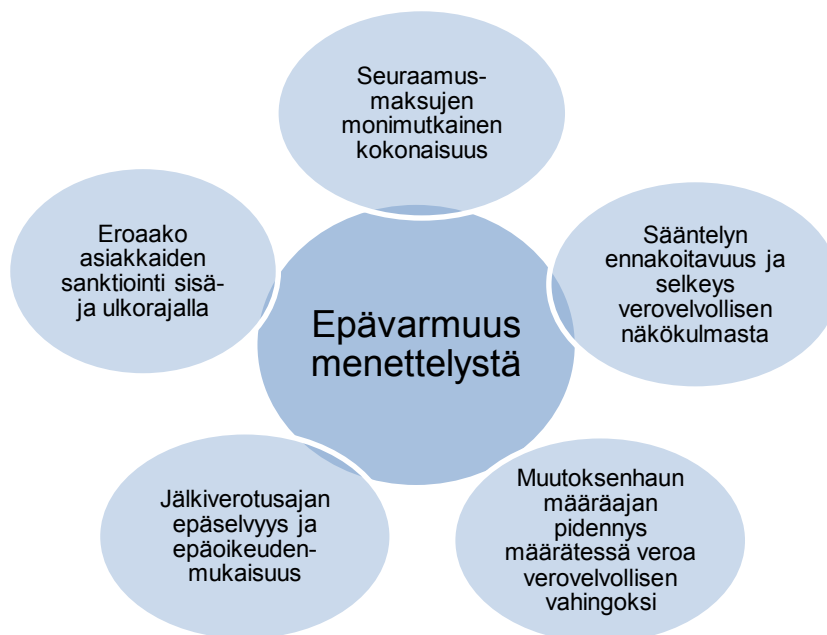 Seuraamus-
maksujen
monimutkainen
kokonaisuus
Eroaako
asiakkaiden
sanktiointi sisä-
ja ulkorajalla
Sääntelyn
ennakoitavuus ja
selkeys
verovelvollisen
näkökulmasta
Epävarmuus
menettelystä
Jälkiverotusajan
epäselvyys ja
epäoikeuden-
mukaisuus
Muutoksenhaun
määräajan
pidennys
määrätessä veroa
verovelvollisen
vahingoksi